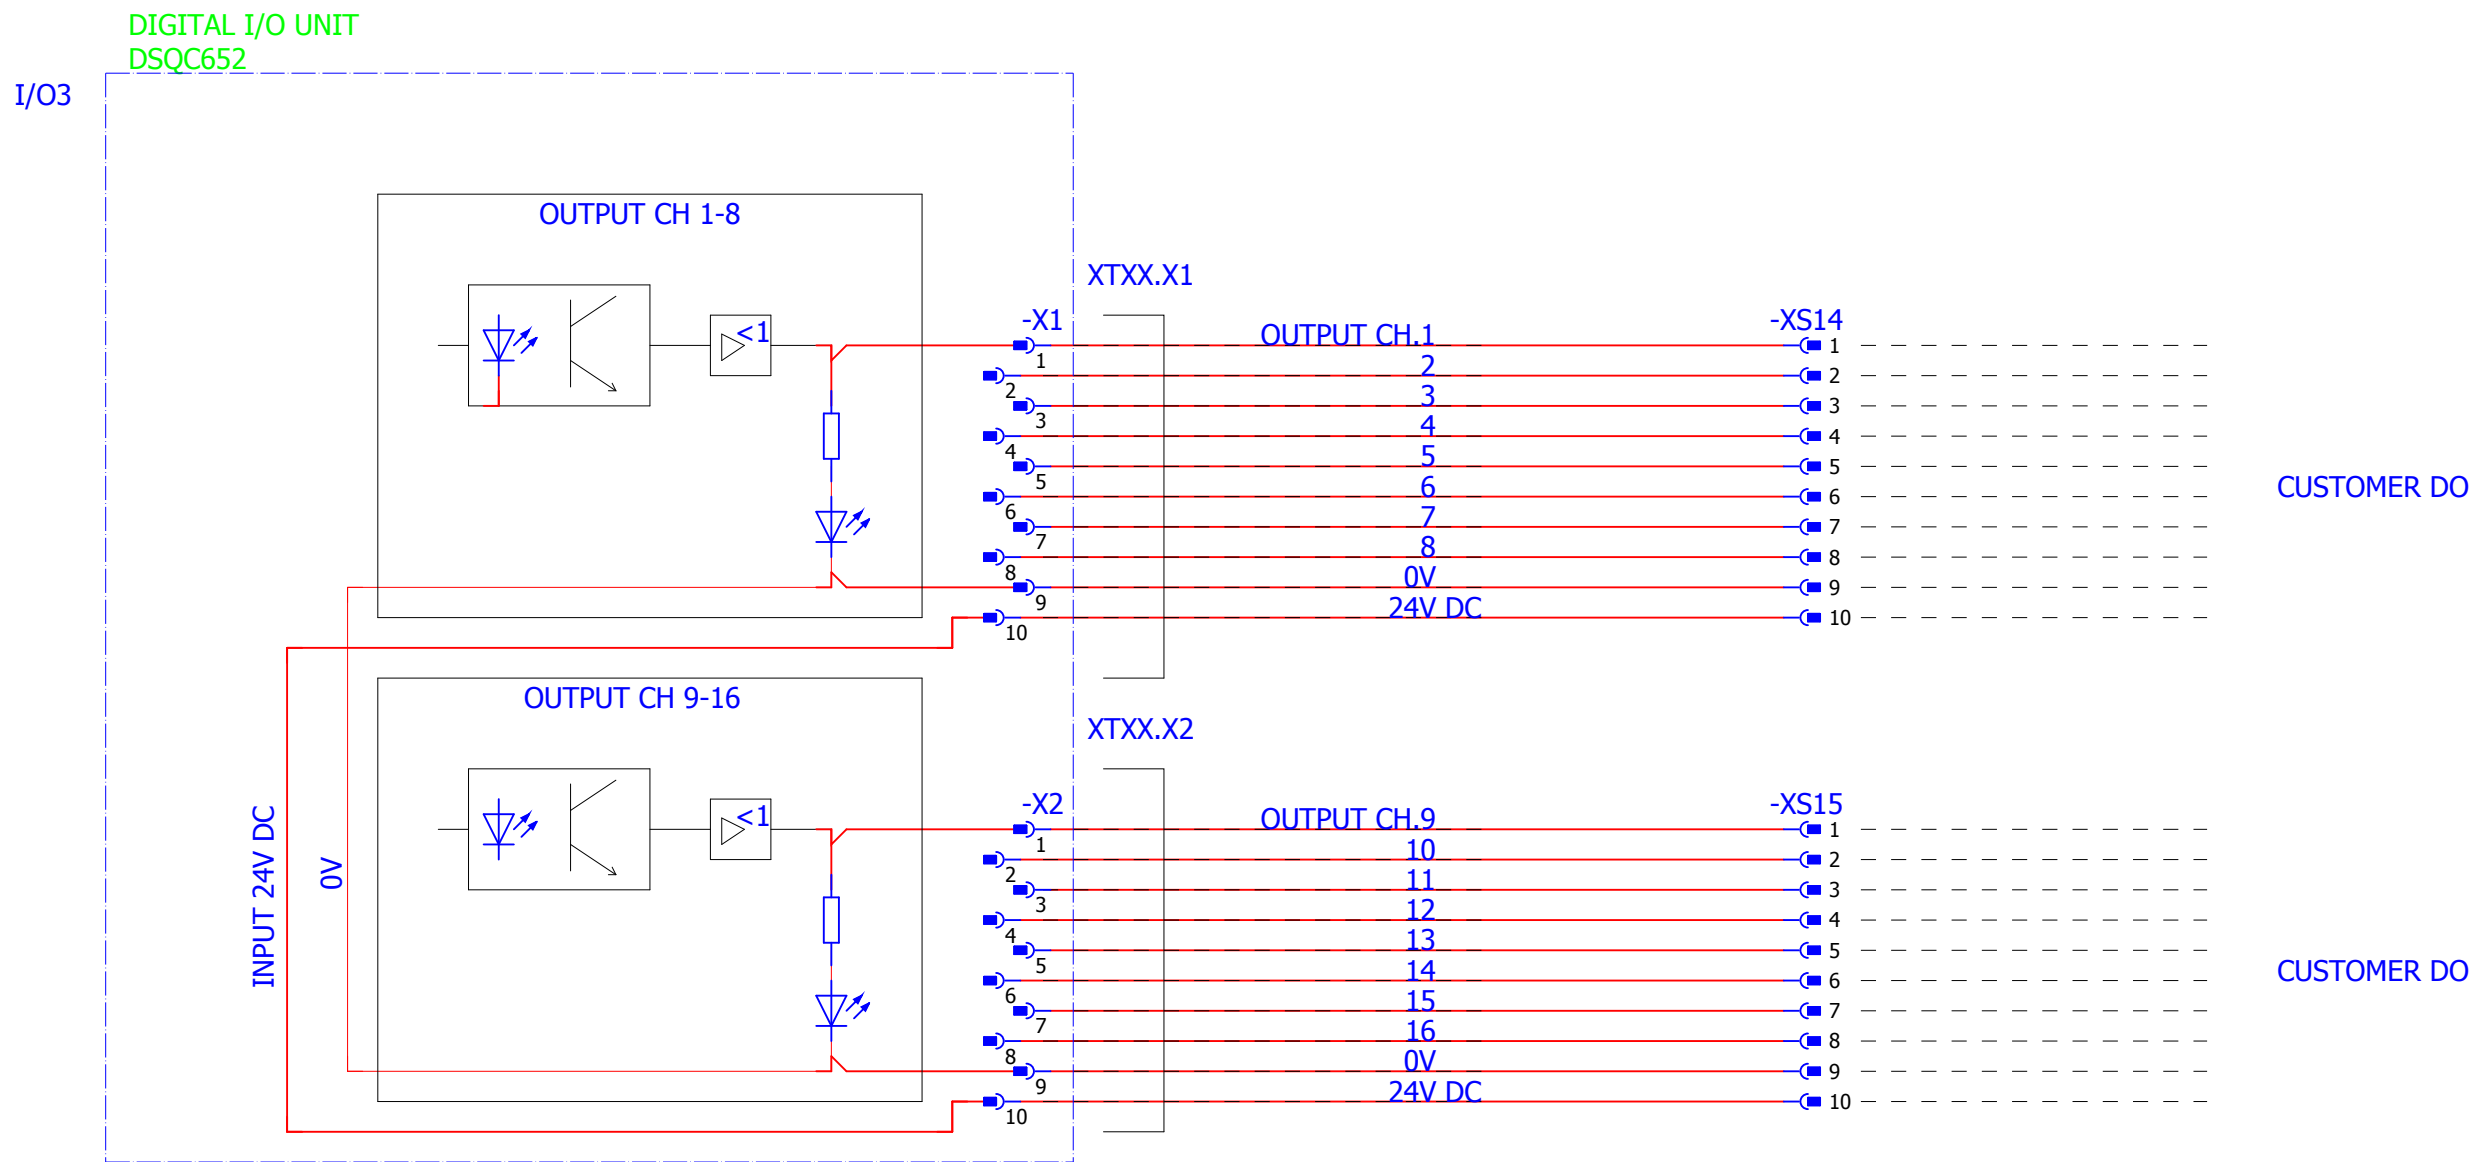 DIGITAL I/O UNIT
DSQC652
I/O3
OUTPUT CH 1-8
<1
XTXX.X1
-X1
1
2
3
4
5
6
7
8
9
10
OUTPUT CH.1
2
3
4
5
6
7
8
0V
24V DC
-XS14
1
2
3
4
5
6
7
8
9
10
CUSTOMER DO
INPUT 24V DC
0V
OUTPUT CH 9-16
<1
XTXX.X2
-X2
1
2
3
4
5
6
7
8
9
10
OUTPUT CH.9
10
11
12
13
14
15
16
0V
24V DC
-XS15
1
2
3
4
5
6
7
8
9
10
CUSTOMER DO